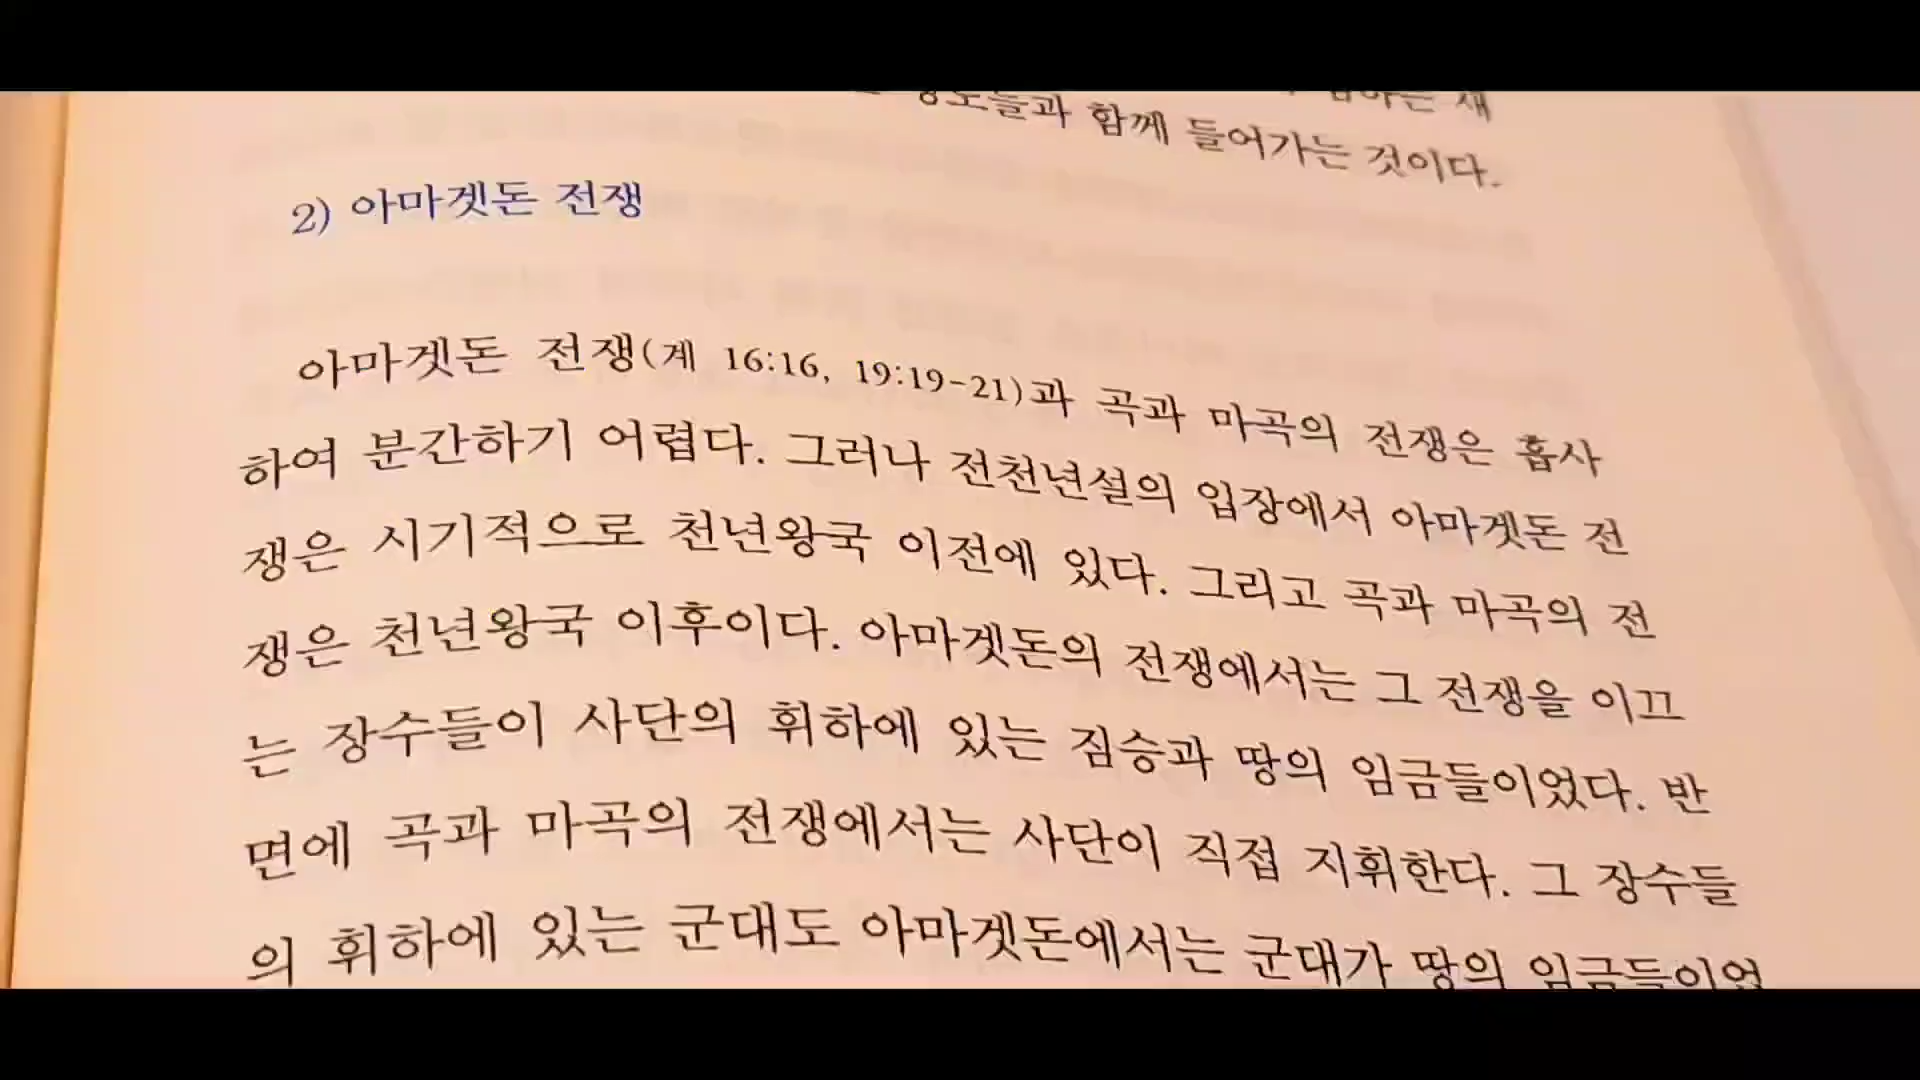 함께 들어가는 것이다.
2) 아마겟돈 전쟁
아마겟돈 전쟁(계 16:16, 19:19-21)과 곡과 마곡의 전쟁은 흡사
하여 분간하기 어렵다. 그러나 전천년설의 입장에서 아마겟돈 전
쟁은 시기적으로 천년왕국 이전에 있다. 그리고 곡과 마곡의 전
쟁은 천년왕국 이후이다. 아마겟돈의 전쟁에서는 그 전쟁을 이끄
는 장수들이 사단의 휘하에 있는 짐승과 땅의 임금들이었다. 반
면에 곡과 마곡의 전쟁에서는 사단이 직접 지휘한다. 그 장수들
의 휘하에 있는 군대도 아마겟돈에서는 군대가 땅의 임금들이었